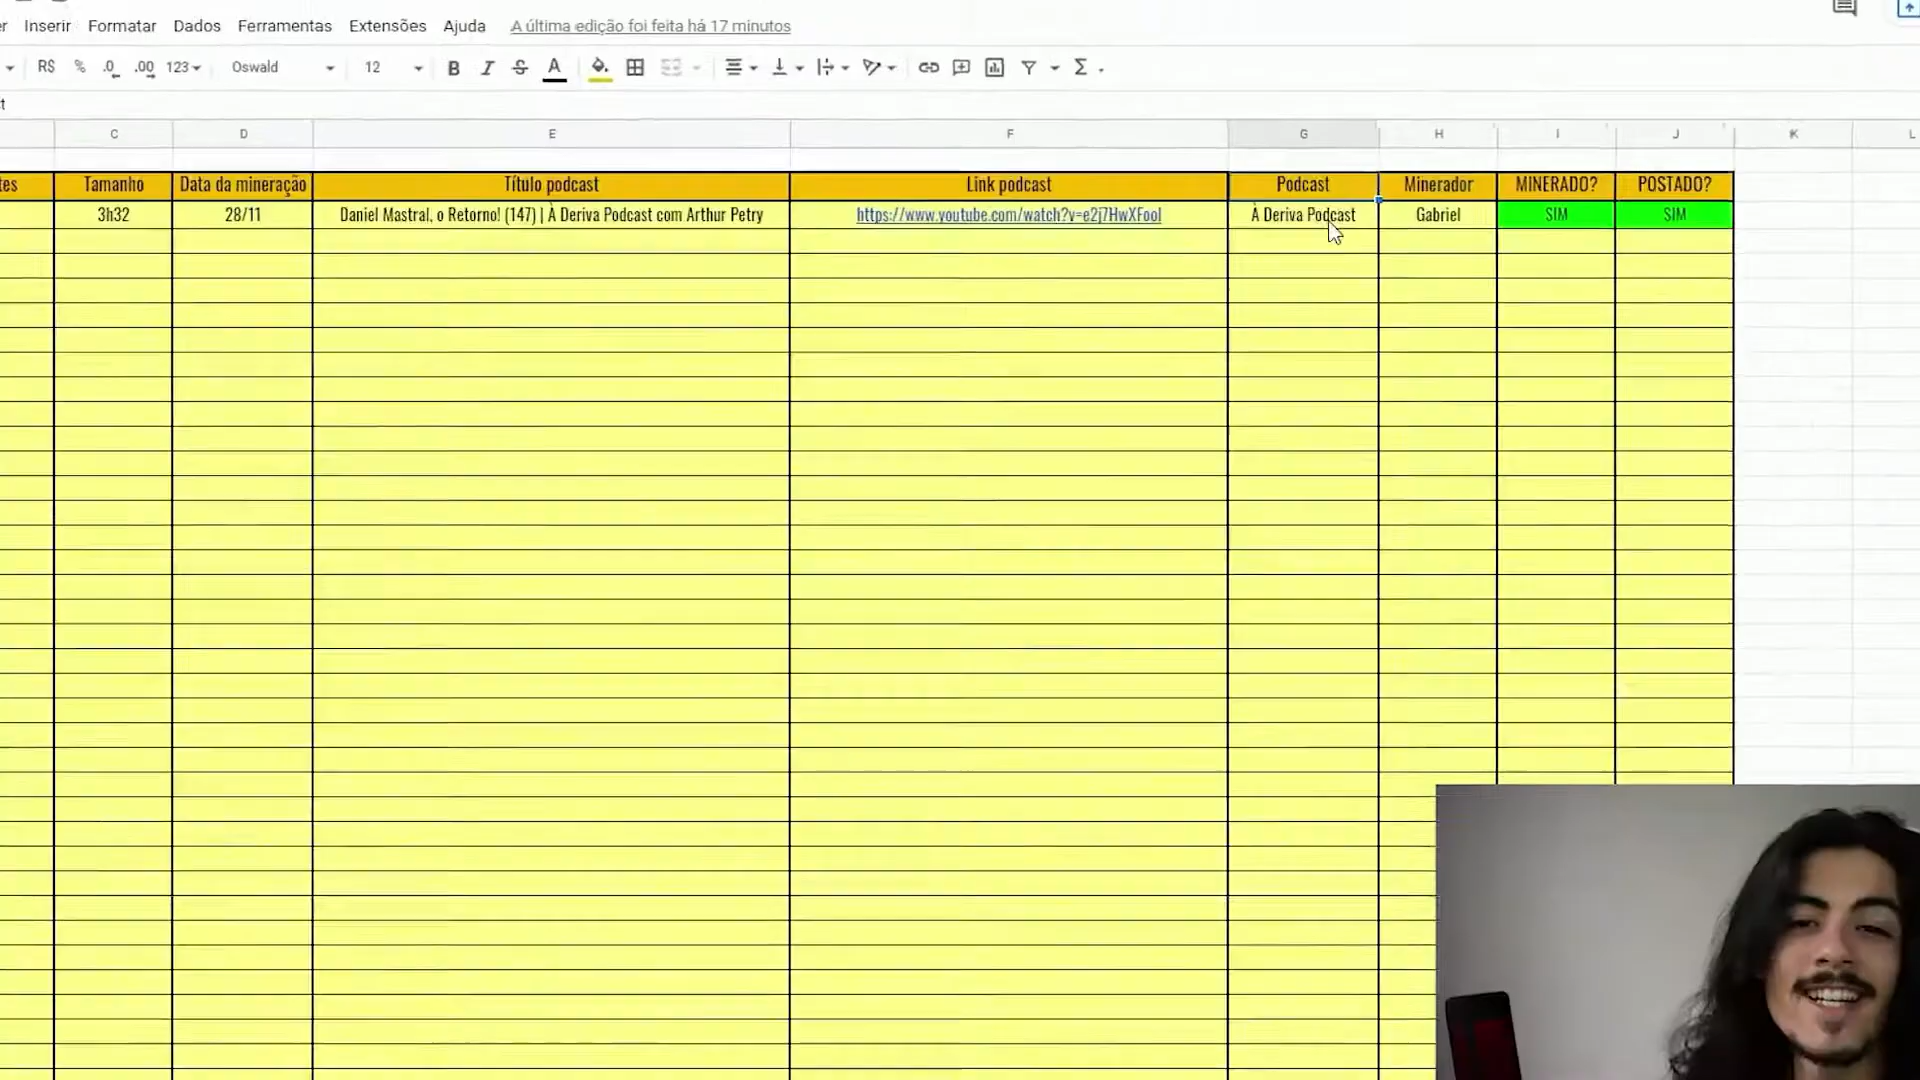 Inserir Formatar Dados Ferramentas Extensões Ajuda A última edição foi feita há 17 minutos
R$ % .0 .00 123 Oswald 12 B I S A Σ
t
C D E F G H I J K L
tes Tamanho Data da mineração Título podcast Link podcast Podcast Minerador MINERADO? POSTADO?
3h32 28/11 Daniel Mastral, o Retorno! (147) | À Deriva Podcast com Arthur Petry https://www.youtube.com/watch?v=e2j7HwXFooI À Deriva Podcast Gabriel SIM SIM